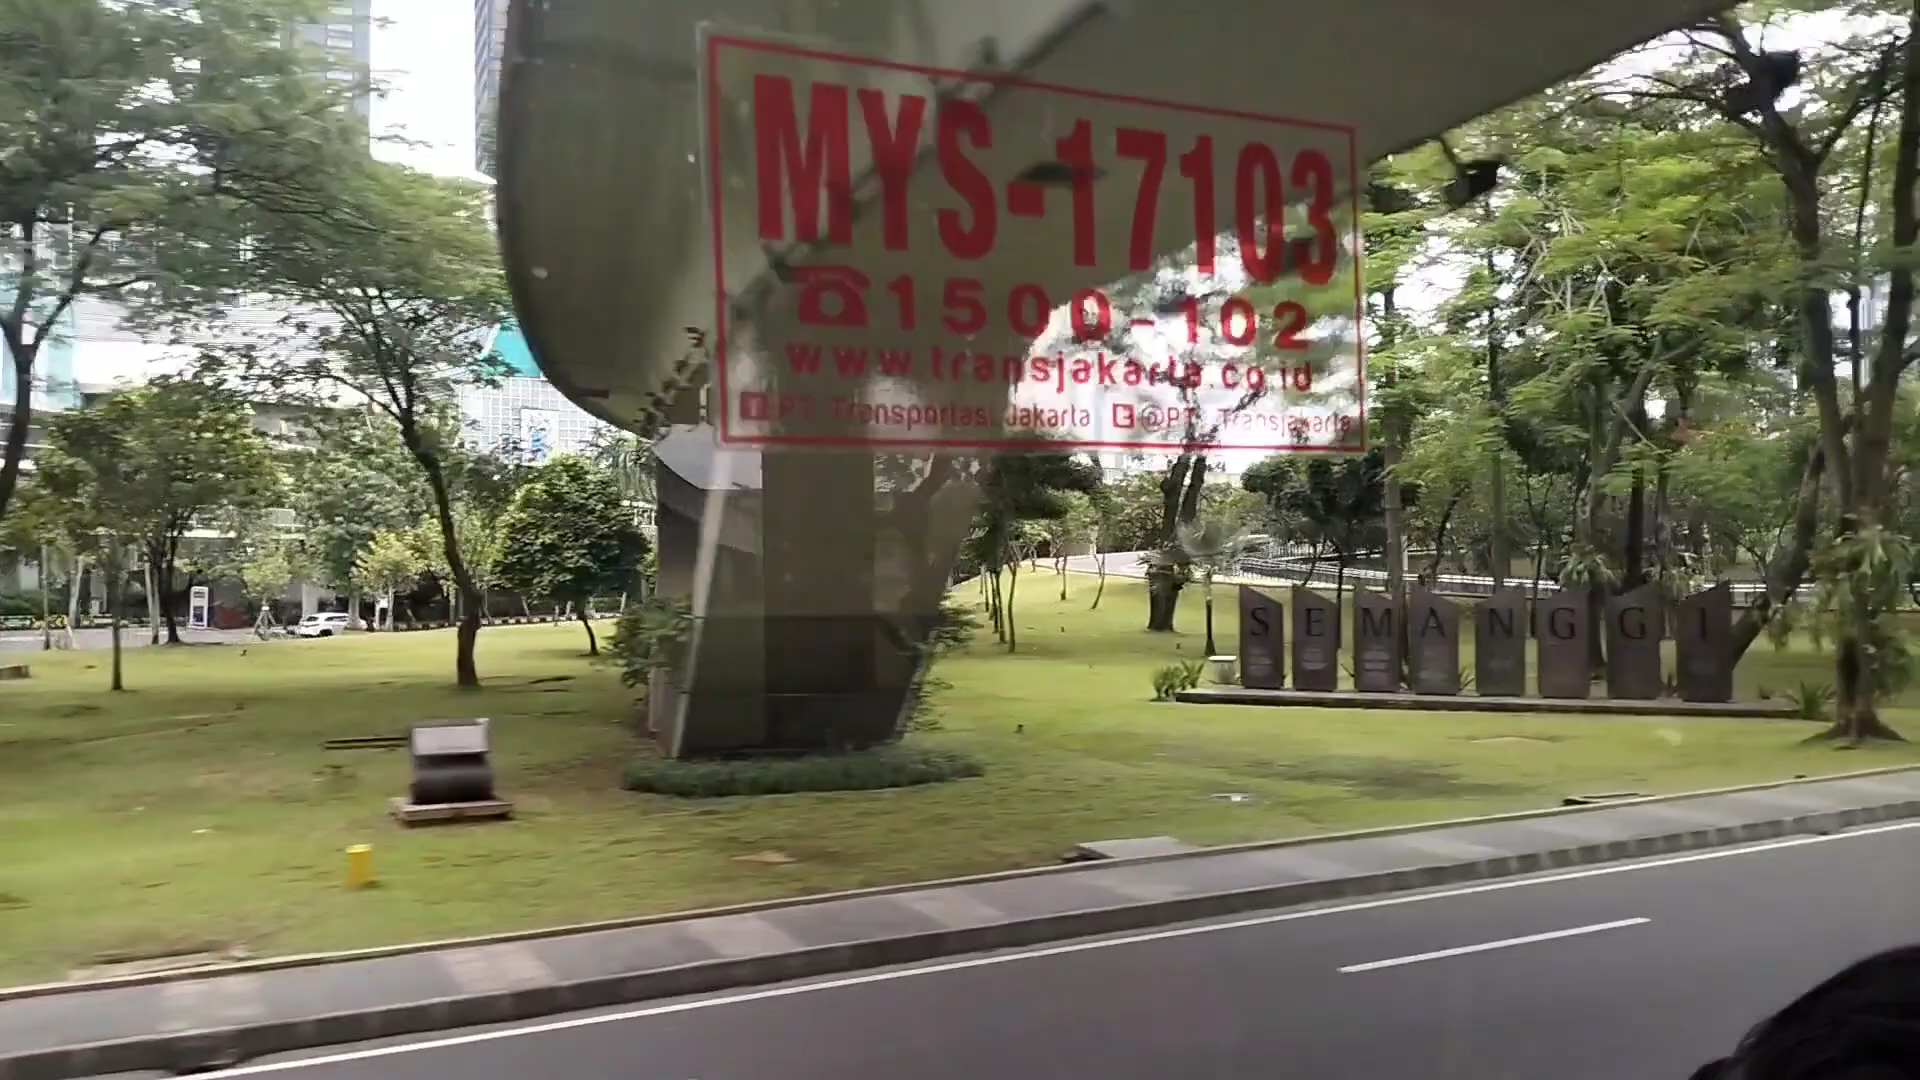 MYS-17103
☎1500-102
www.transjakarta.co.id
PT. Transportasi Jakarta @PT_Transjakarta
SEMANGGI